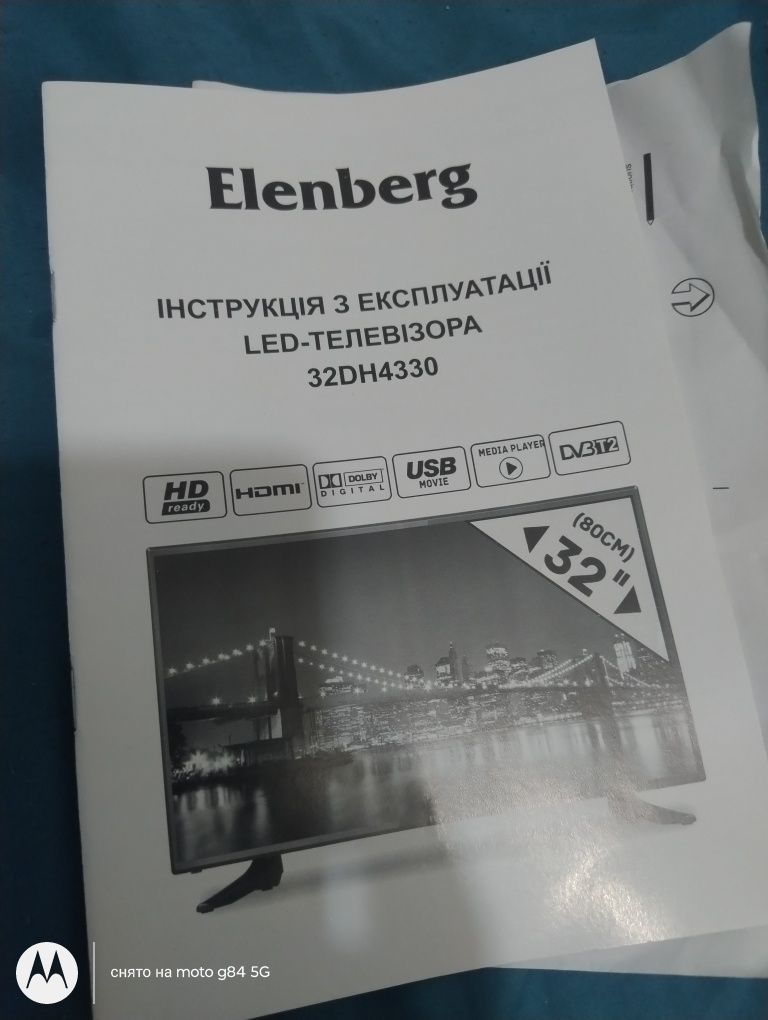 Elenberg
ІНСТРУКЦІЯ З ЕКСПЛУАТАЦІЇ
LED-ТЕЛЕВІЗОРА
32DH4330
HD ready
HDMI
DOLBY DIGITAL
USB MOVIE
MEDIA PLAYER
DVB T2
(80CM)
32"
снято на moto g84 5G